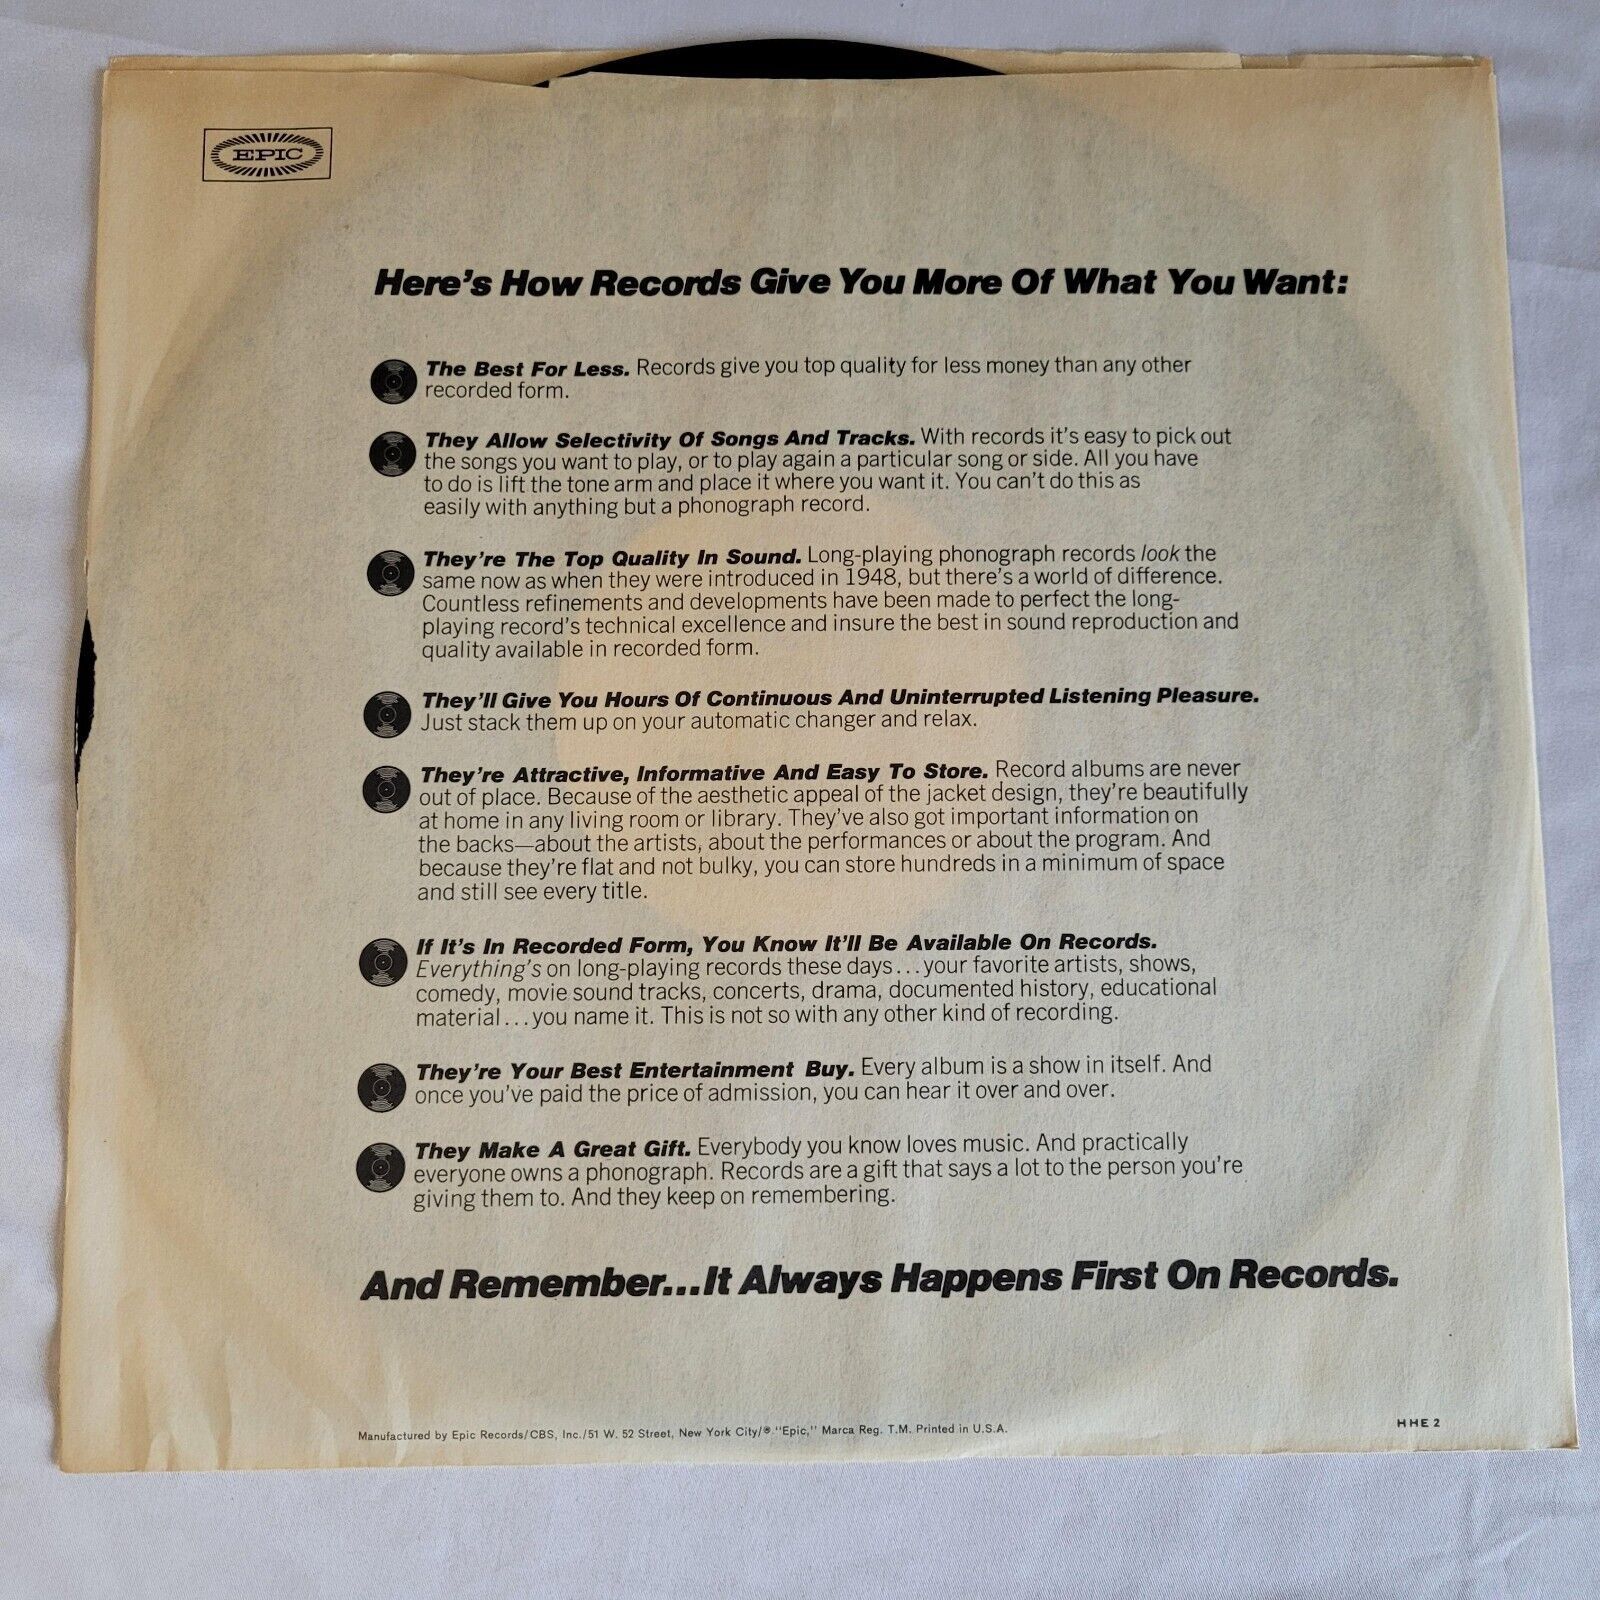 EPIC
Here's How Records Give You More Of What You Want:
The Best For Less. Records give you top quality for less money than any other
recorded form.
They Allow Selectivity Of Songs And Tracks. With records it's easy to pick out
the songs you want to play, or to play again a particular song or side. All you have
to do is lift the tone arm and place it where you want it. You can't do this as
easily with anything but a phonograph record.
They're The Top Quality In Sound. Long-playing phonograph records look the
same now as when they were introduced in 1948, but there's a world of difference.
Countless refinements and developments have been made to perfect the long-
playing record's technical excellence and insure the best in sound reproduction and
quality available in recorded form.
They'll Give You Hours Of Continuous And Uninterrupted Listening Pleasure.
Just stack them up on your automatic changer and relax.
They're Attractive, Informative And Easy To Store. Record albums are never
out of place. Because of the aesthetic appeal of the jacket design, they're beautifully
at home in any living room or library. They've also got important information on
the backs—about the artists, about the performances or about the program. And
because they're flat and not bulky, you can store hundreds in a minimum of space
and still see every title.
If It's In Recorded Form, You Know It'll Be Available On Records.
Everything's on long-playing records these days...your favorite artists, shows,
comedy, movie sound tracks, concerts, drama, documented history, educational
material...you name it. This is not so with any other kind of recording.
They're Your Best Entertainment Buy. Every album is a show in itself. And
once you've paid the price of admission, you can hear it over and over.
They Make A Great Gift. Everybody you know loves music. And practically
everyone owns a phonograph. Records are a gift that says a lot to the person you're
giving them to. And they keep on remembering.
And Remember...It Always Happens First On Records.
Manufactured by Epic Records/CBS, Inc./51 W. 52 Street, New York City/® "Epic," Marca Reg. T.M. Printed in U.S.A.
HHE 2